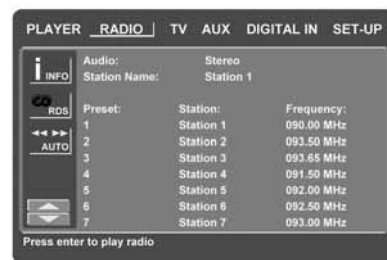 PLAYER RADIO TV AUX DIGITAL IN SET-UP
INFO
Audio: Stereo
Station Name: Station 1
RDS
AUTO
Preset: Station: Frequency:
1 Station 1 090.00 MHz
2 Station 2 093.50 MHz
3 Station 3 093.65 MHz
4 Station 4 091.50 MHz
5 Station 5 092.00 MHz
6 Station 6 092.50 MHz
7 Station 7 093.00 MHz
Press enter to play radio